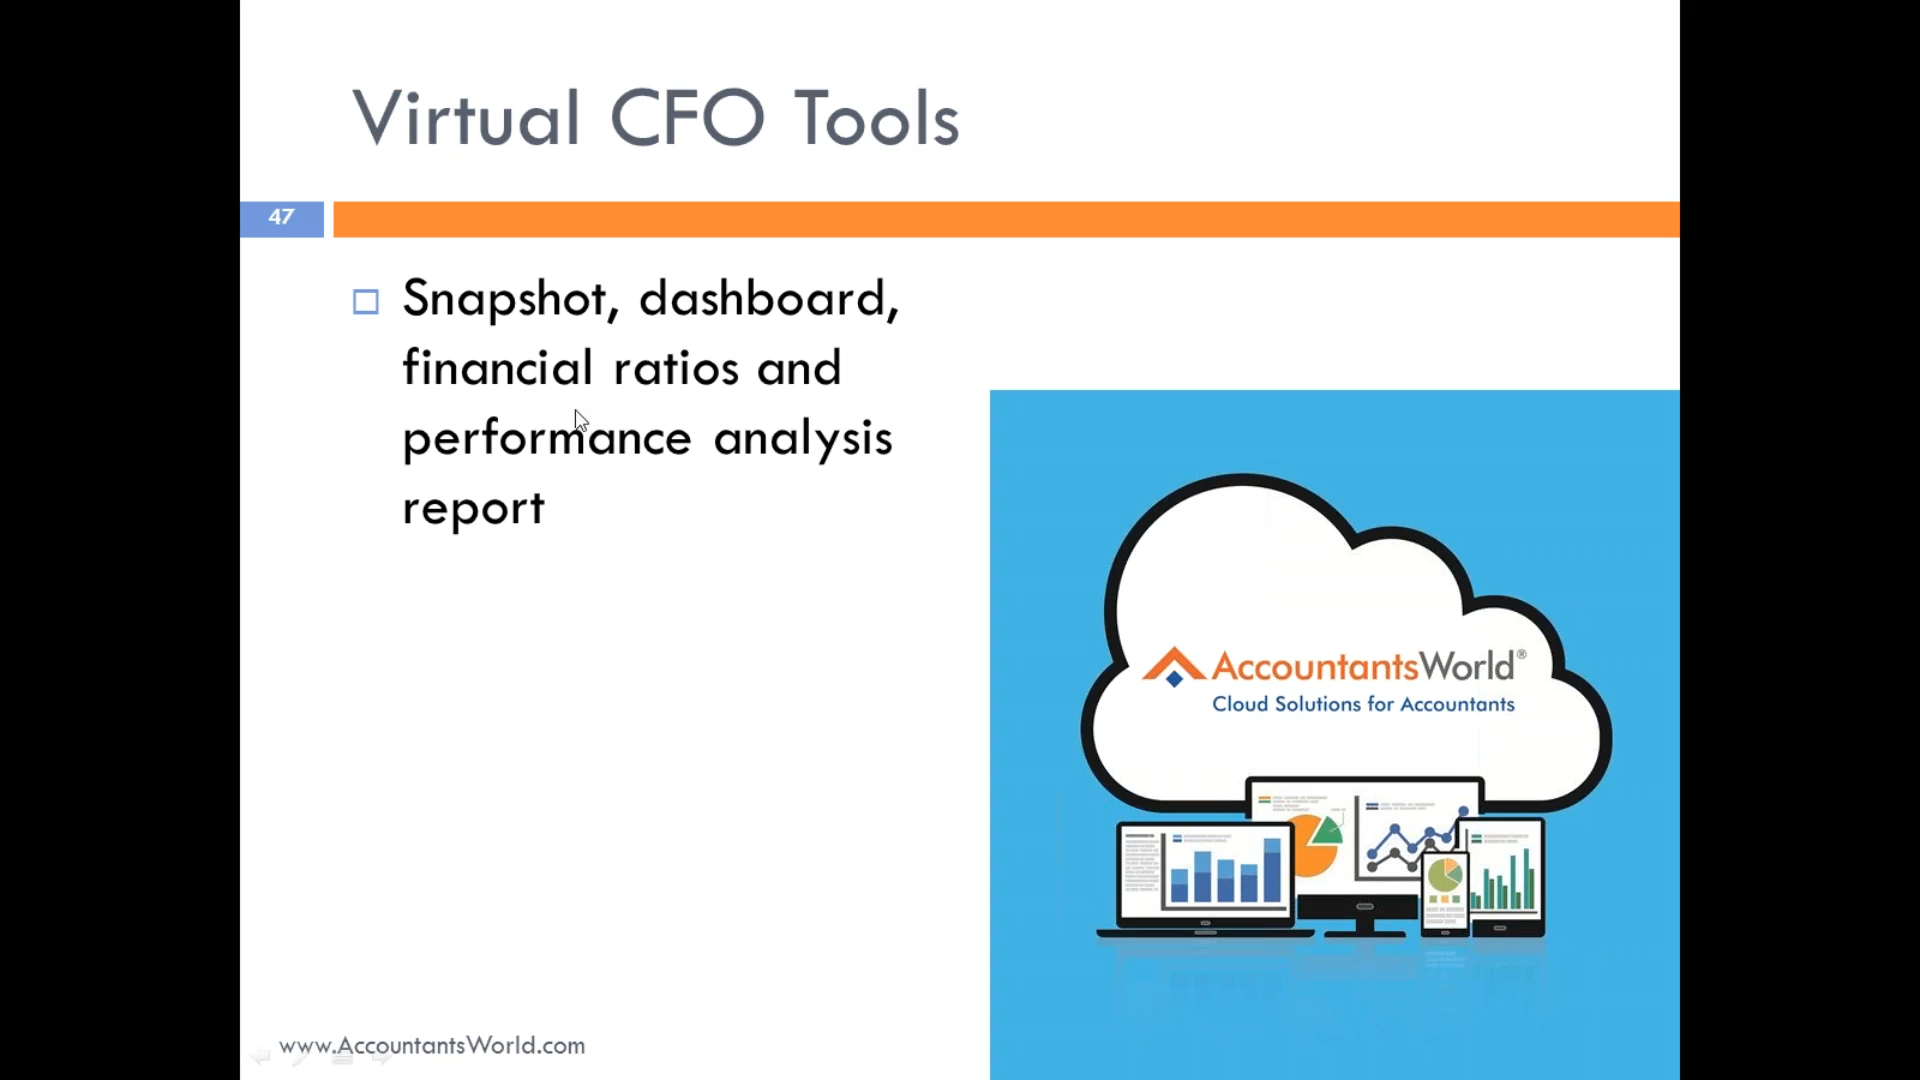 Virtual CFO Tools
47
Snapshot, dashboard,
financial ratios and
performance analysis
report
AccountantsWorld®
Cloud Solutions for Accountants
www.AccountantsWorld.com